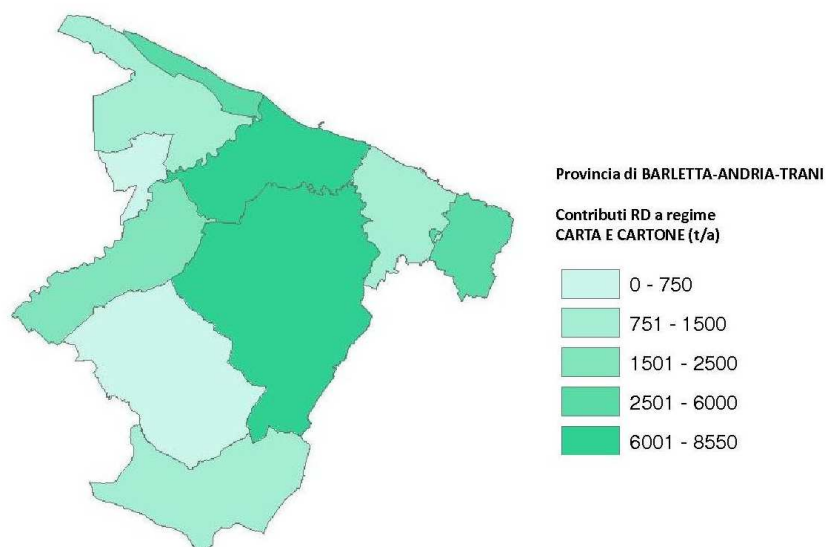 Provincia di BARLETTA-ANDRIA-TRANI
Contributi RD a regime
CARTA E CARTONE (t/a)
0 - 750
751 - 1500
1501 - 2500
2501 - 6000
6001 - 8550